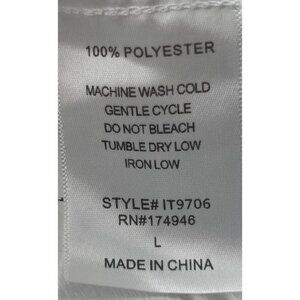 100% POLYESTER
MACHINE WASH COLD
GENTLE CYCLE
DO NOT BLEACH
TUMBLE DRY LOW
IRON LOW
STYLE# IT9706
RN#174946
L
MADE IN CHINA